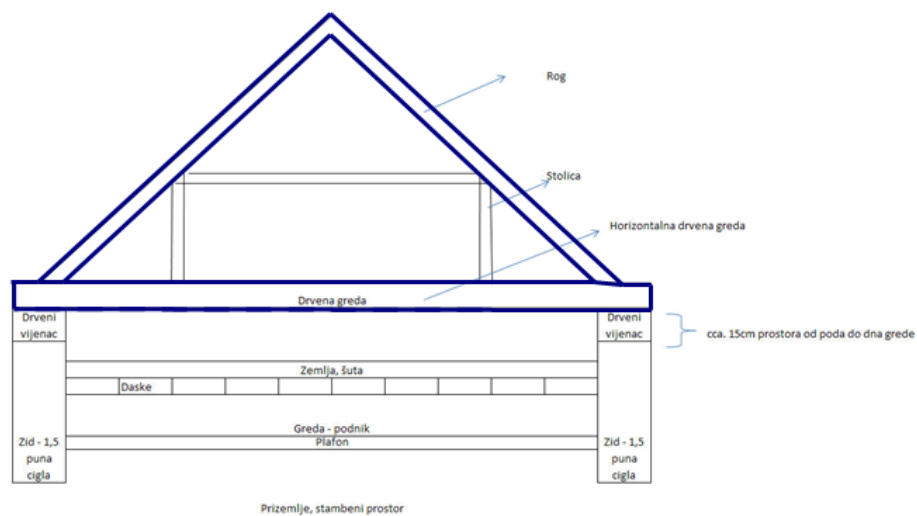 Rog
Stolica
Horizontalna drvena greda
Drvena greda
Drveni
vijenac
Drveni
vijenac
cca. 15cm prostora od poda do dna grede
Zemlja, šuta
Daske
Greda - podnik
Plafon
Zid - 1,5
puna
cigla
Zid - 1,5
puna
cigla
Prizemlje, stambeni prostor